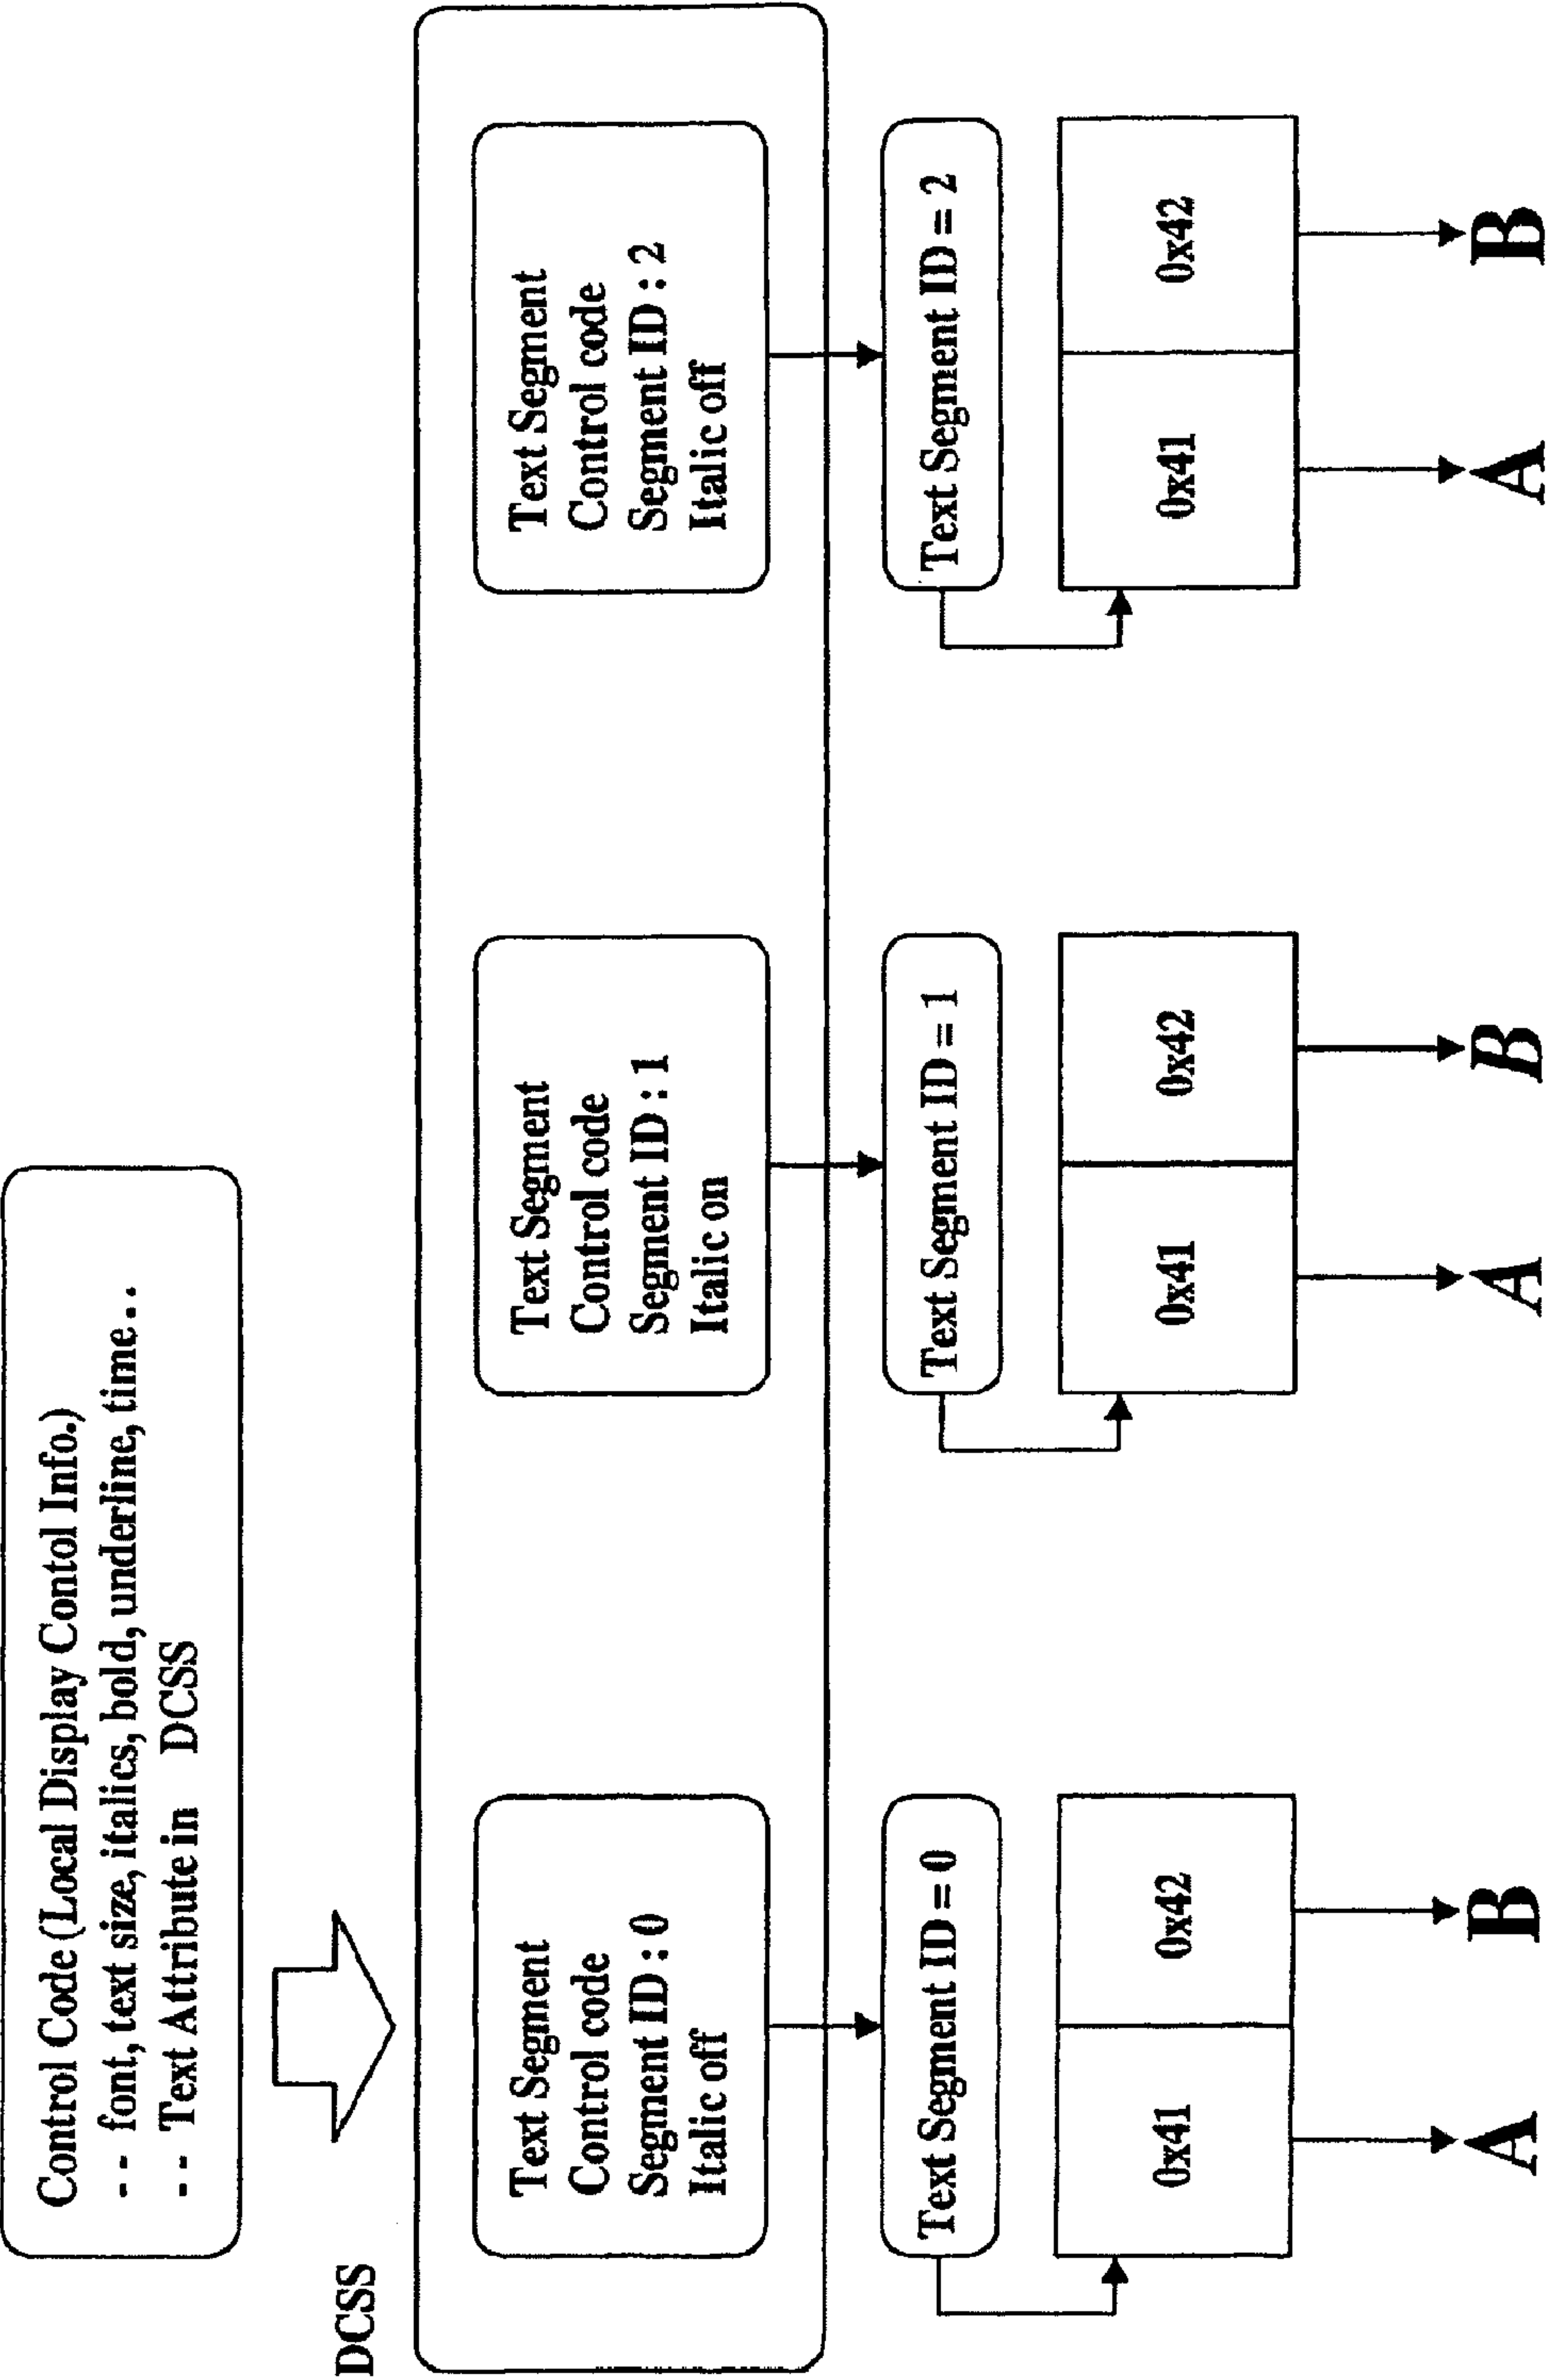 Control Code (Local Display Contol Info.)
-- font, text size, italics, bold, underline, time..
-- Text Attribute in DCSS
DCSS
Text Segment
Control code
Segment ID : 0
Italic off
Text Segment
Control code
Segment ID : 1
Italic on
Text Segment
Control code
Segment ID : 2
Italic off
Text Segment ID = 0
Text Segment ID = 1
Text Segment ID = 2
0x41
0x42
0x41
0x42
0x41
0x42
A
B
A
B
A
B